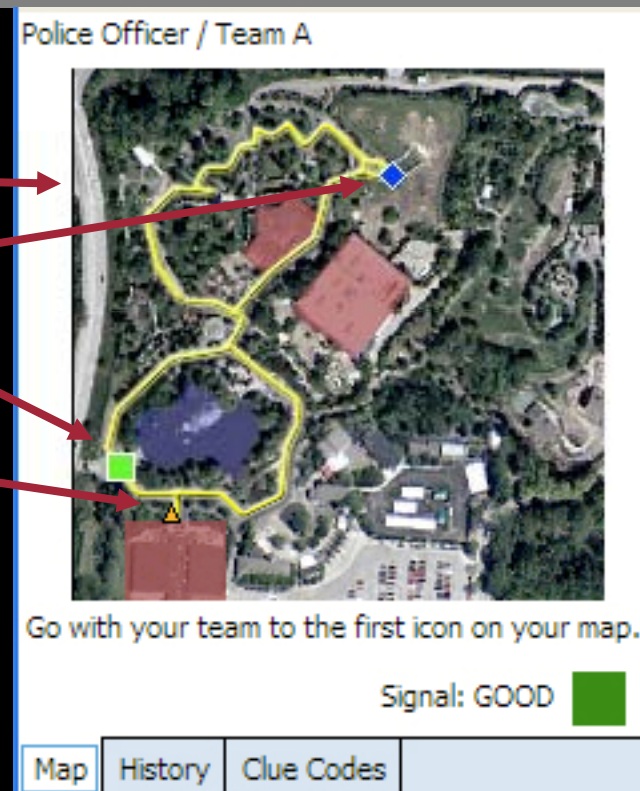 Police Officer / Team A
Go with your team to the first icon on your map.
Signal: GOOD
Map
History
Clue Codes